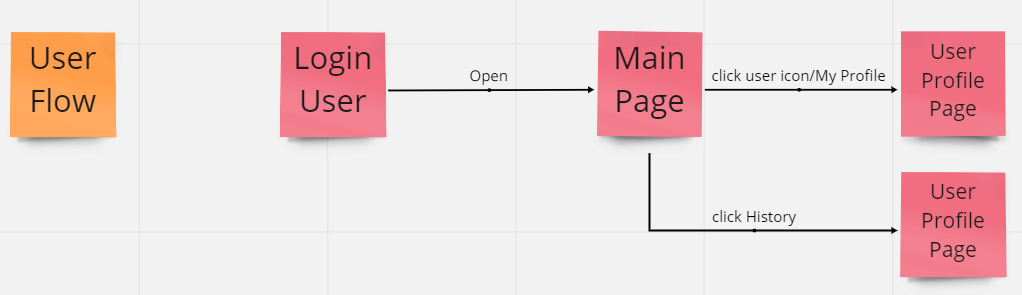 User
Flow
Login
User
Open
Main
Page
click user icon/My Profile
User
Profile
Page
click History
User
Profile
Page